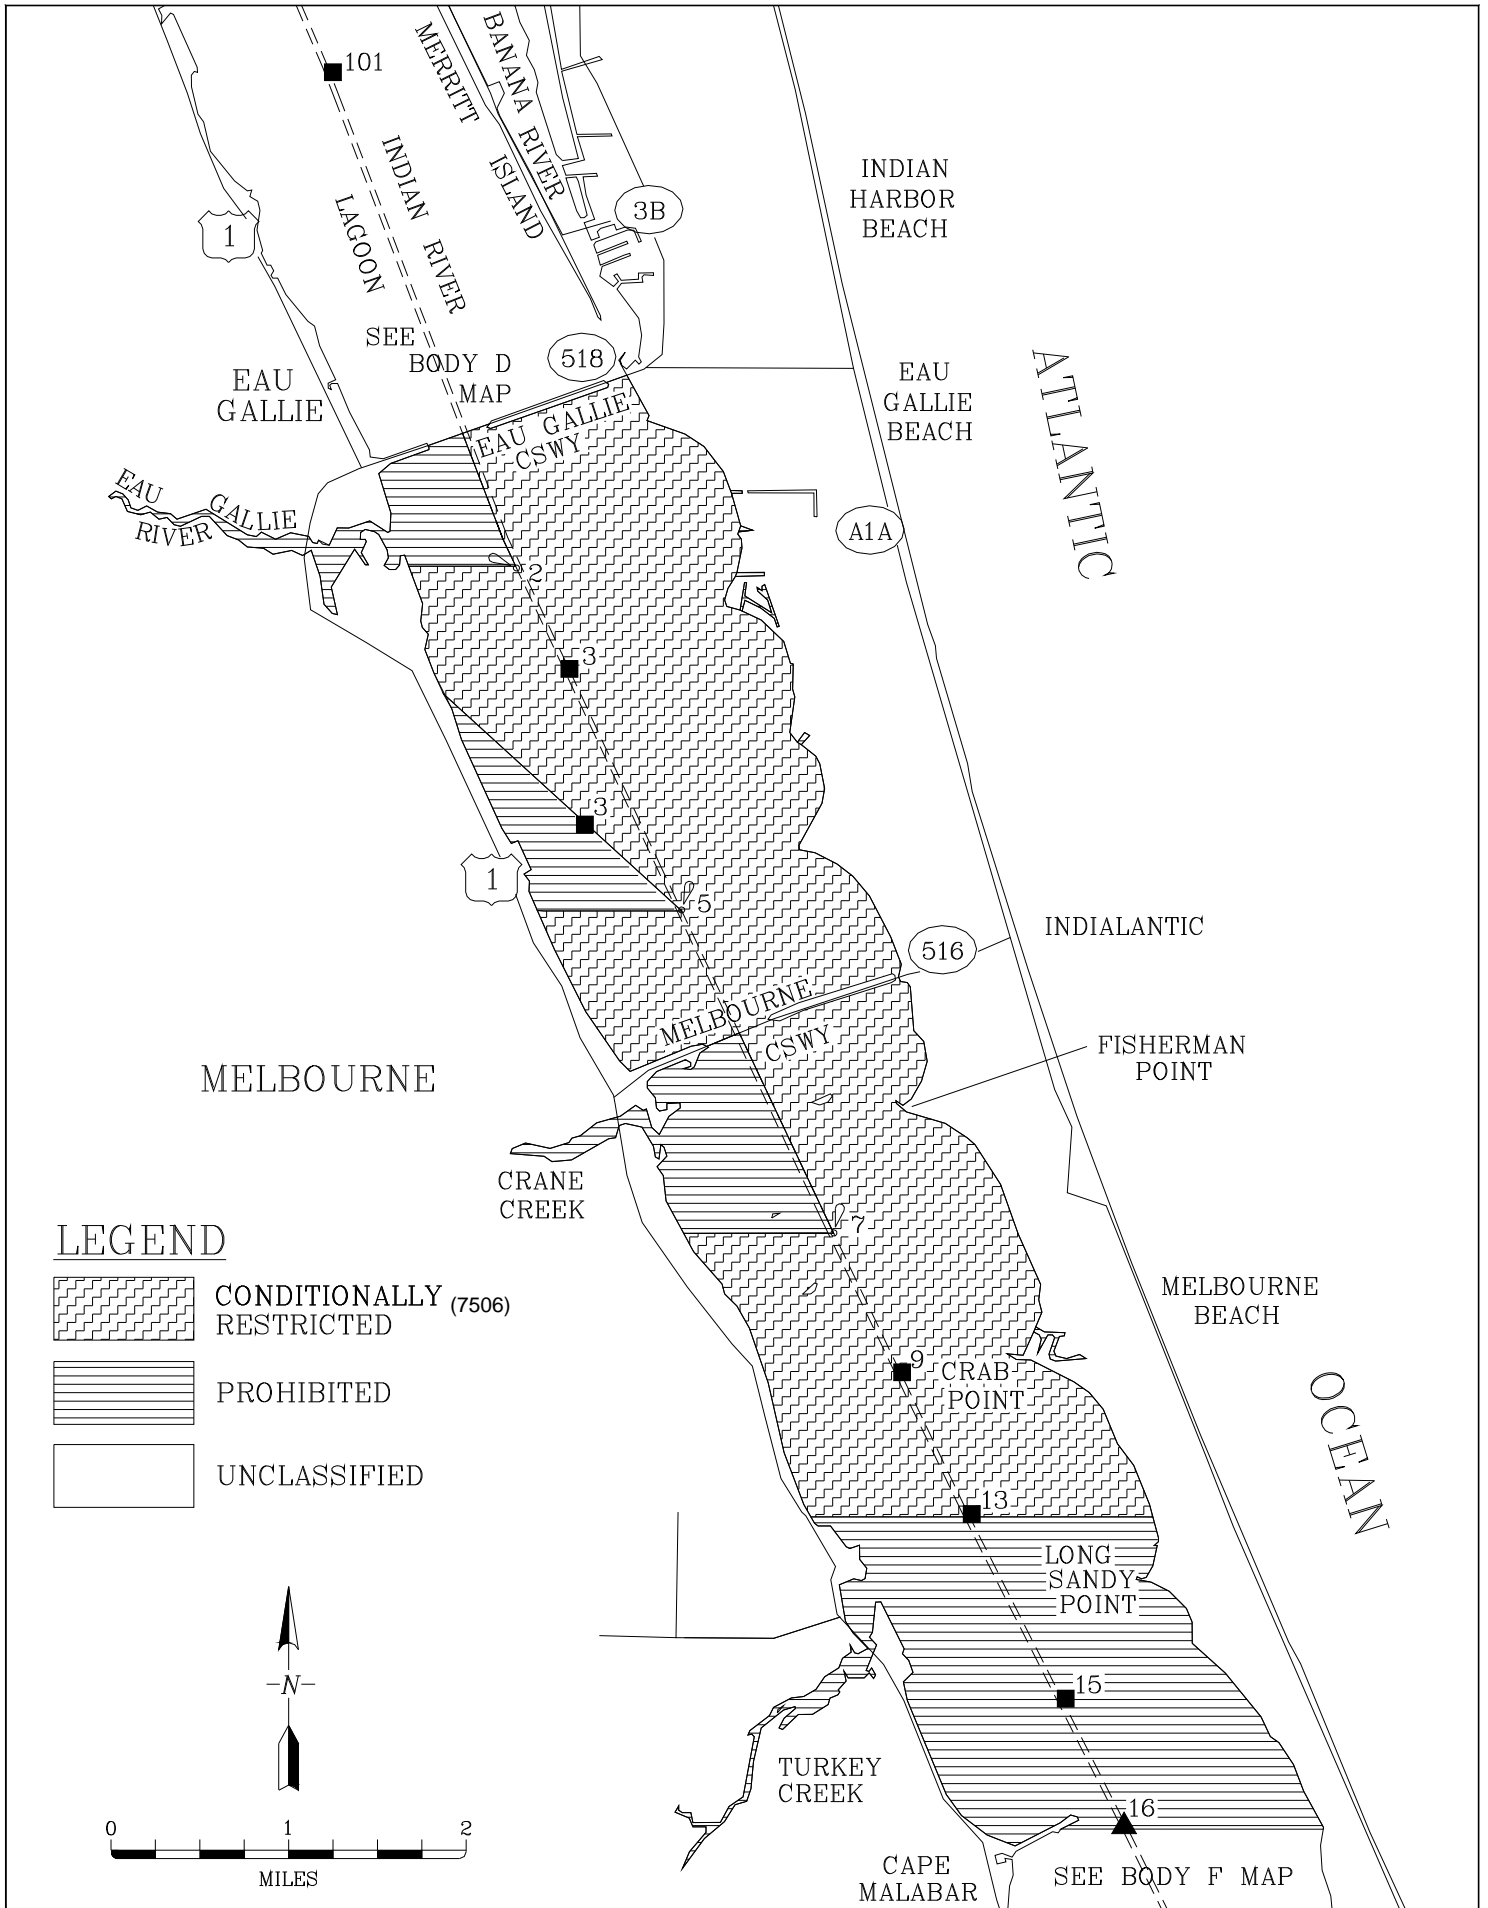 101
MERRITT
ISLAND
BANANA RIVER
INDIAN RIVER
LAGOON
INDIAN
HARBOR
BEACH
3B
1
SEE
BODY D
MAP
518
EAU
GALLIE
EAU GALLIE
CSWY
EAU
GALLIE
BEACH
ATLANTIC
EAU GALLIE
RIVER
A1A
2
3
3
1
5
516
INDIALANTIC
MELBOURNE
CSWY
FISHERMAN
POINT
MELBOURNE
CRANE
CREEK
7
LEGEND
CONDITIONALLY (7506)
RESTRICTED
PROHIBITED
UNCLASSIFIED
MELBOURNE
BEACH
9
CRAB
POINT
OCEAN
13
LONG
SANDY
POINT
-N-
15
TURKEY
CREEK
16
0 1 2
MILES
CAPE
MALABAR
SEE BODY F MAP